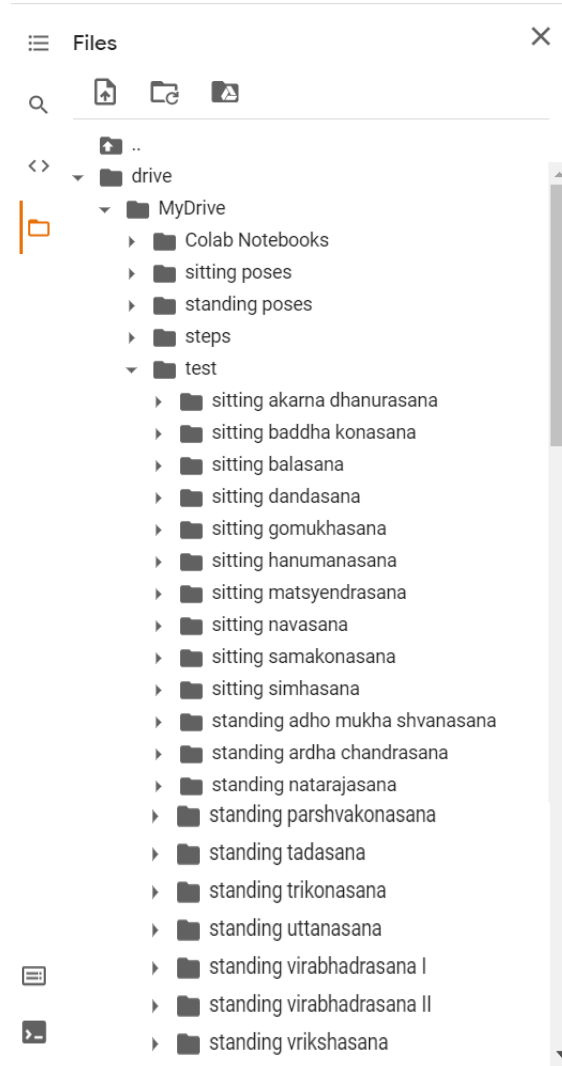 Files
..
drive
MyDrive
Colab Notebooks
sitting poses
standing poses
steps
test
sitting akarna dhanurasana
sitting baddha konasana
sitting balasana
sitting dandasana
sitting gomukhasana
sitting hanumanasana
sitting matsyendrasana
sitting navasana
sitting samakonasana
sitting simhasana
standing adho mukha shvanasana
standing ardha chandrasana
standing natarajasana
standing parshvakonasana
standing tadasana
standing trikonasana
standing uttanasana
standing virabhadrasana I
standing virabhadrasana II
standing vrikshasana